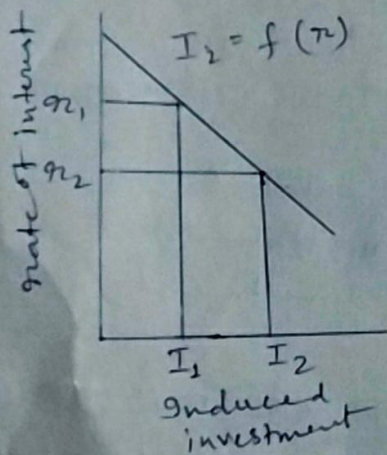 I₂ = f (r)
rate of interest
r₁
r₂
I₁ I₂
Induced
investment